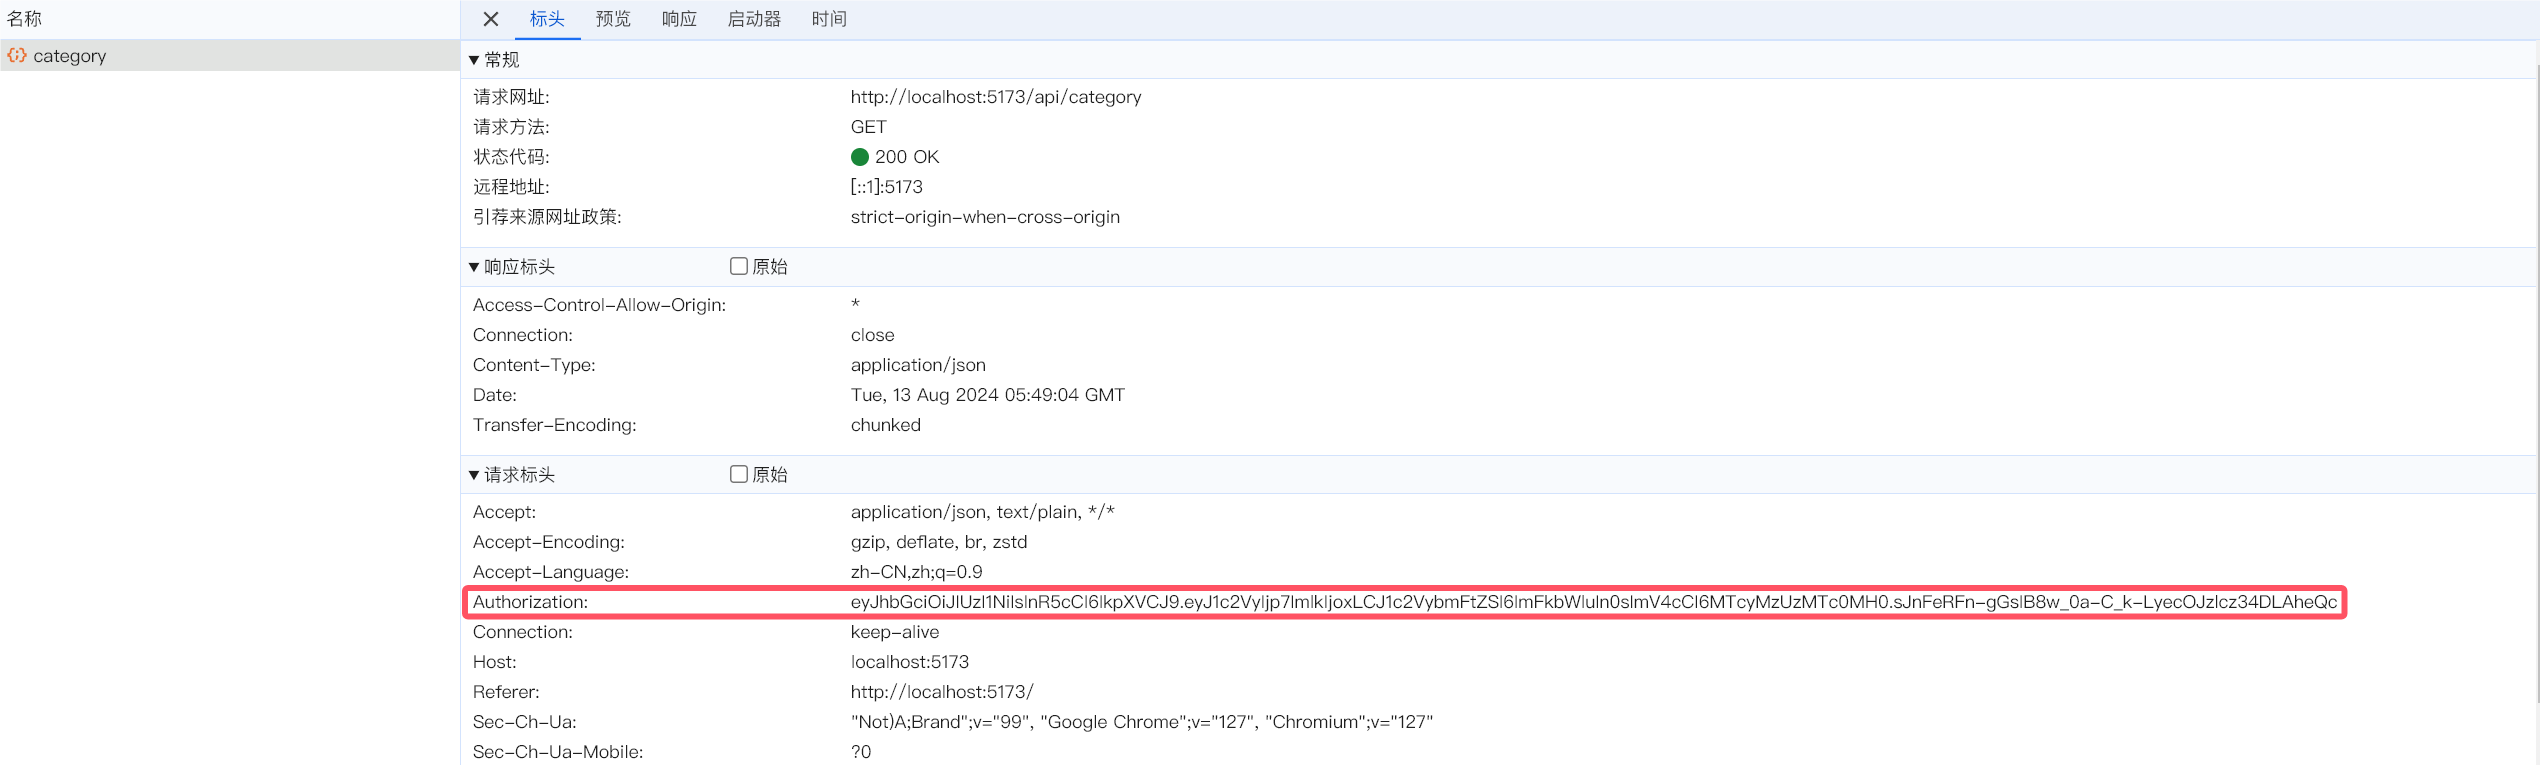 名称
category
标头 预览 响应 启动器 时间
常规
请求网址: http://localhost:5173/api/category
请求方法: GET
状态代码: 200 OK
远程地址: [::1]:5173
引荐来源网址政策: strict-origin-when-cross-origin
响应标头 原始
Access-Control-Allow-Origin: *
Connection: close
Content-Type: application/json
Date: Tue, 13 Aug 2024 05:49:04 GMT
Transfer-Encoding: chunked
请求标头 原始
Accept: application/json, text/plain, */*
Accept-Encoding: gzip, deflate, br, zstd
Accept-Language: zh-CN,zh;q=0.9
Authorization: eyJhbGciOiJIUzI1NiIsInR5cCI6IkpXVCJ9.eyJ1c2VyIjp7ImlkIjoxLCJ1c2VybmFtZSI6ImFkbWluIn0sImV4cCI6MTcyMzUzMTc0MH0.sJnFeRFn-gGsIB8w_0a-C_k-LyecOJzIcz34DLAheQc
Connection: keep-alive
Host: localhost:5173
Referer: http://localhost:5173/
Sec-Ch-Ua: "Not)A;Brand";v="99", "Google Chrome";v="127", "Chromium";v="127"
Sec-Ch-Ua-Mobile: ?0